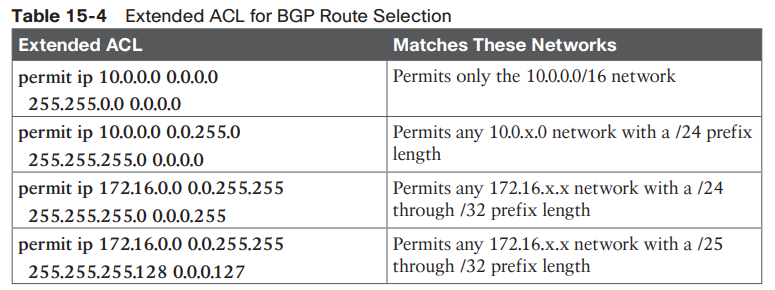 Table 15-4 Extended ACL for BGP Route Selection
Extended ACL Matches These Networks
permit ip 10.0.0.0 0.0.0.0 Permits only the 10.0.0.0/16 network
255.255.0.0 0.0.0.0
permit ip 10.0.0.0 0.0.255.0 Permits any 10.0.x.0 network with a /24 prefix
255.255.255.0 0.0.0.0 length
permit ip 172.16.0.0 0.0.255.255 Permits any 172.16.x.x network with a /24
255.255.255.0 0.0.0.255 through /32 prefix length
permit ip 172.16.0.0 0.0.255.255 Permits any 172.16.x.x network with a /25
255.255.255.128 0.0.0.127 through /32 prefix length